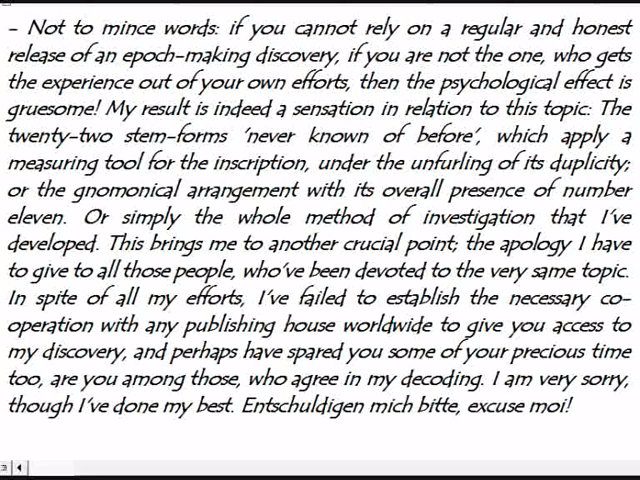 - Not to mince words: if you cannot rely on a regular and honest
release of an epoch-making discovery, if you are not the one, who gets
the experience out of your own efforts, then the psychological effect is
gruesome! My result is indeed a sensation in relation to this topic: The
twenty-two stem-forms 'never known of before', which apply a
measuring tool for the inscription, under the unfurling of its duplicity;
or the gnomonical arrangement with its overall presence of number
eleven. Or simply the whole method of investigation that I've
developed. This brings me to another crucial point; the apology I have
to give to all those people, who've been devoted to the very same topic.
In spite of all my efforts, I've failed to establish the necessary co-
operation with any publishing house worldwide to give you access to
my discovery, and perhaps have spared you some of your precious time
too, are you among those, who agree in my decoding. I am very sorry,
though I've done my best. Entschuldigen mich bitte, excuse moi!